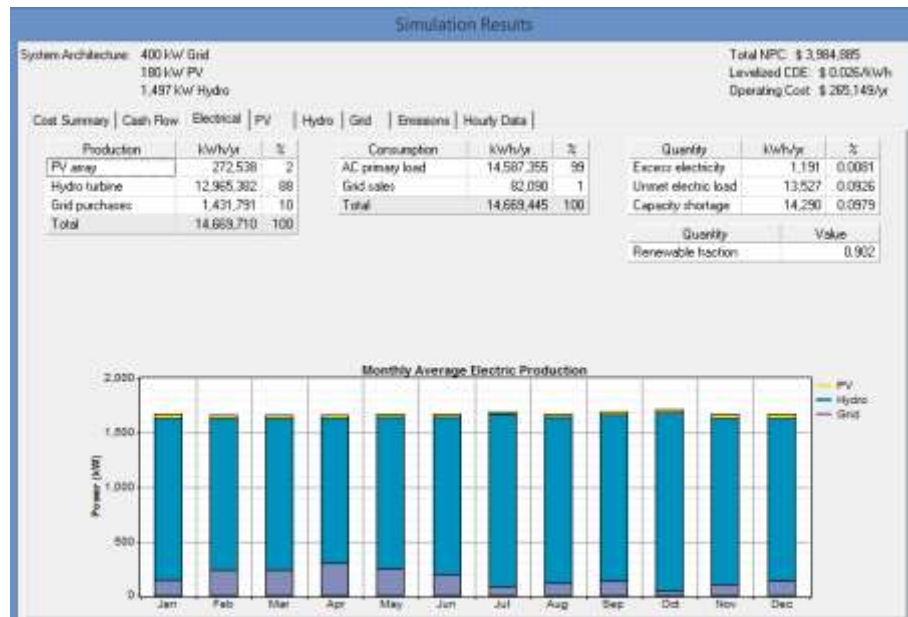 Simulation Results
System Architecture: 400 kW Grid
180 kW PV
1,497 kW Hydro
Total NPC: $ 3,984,885
Levelized COE: $ 0.026/kWh
Operating Cost: $ 265,149/yr
Cost Summary Cash Flow Electrical PV Hydro Grid Emissions Hourly Data
Production kWh/yr %
PV array 272,538 2
Hydro turbine 12,965,382 88
Grid purchases 1,431,791 10
Total 14,669,710 100
Consumption kWh/yr %
AC primary load 14,587,355 99
Grid sales 82,090 1
Total 14,669,445 100
Quantity kWh/yr %
Excess electricity 1,191 0.0081
Unmet electric load 13,527 0.0926
Capacity shortage 14,290 0.0979
Quantity Value
Renewable fraction 0.902
Monthly Average Electric Production
2,000
1,500
1,000
500
0
Power (kW)
Jan Feb Mar Apr May Jun Jul Aug Sep Oct Nov Dec
PV
Hydro
Grid